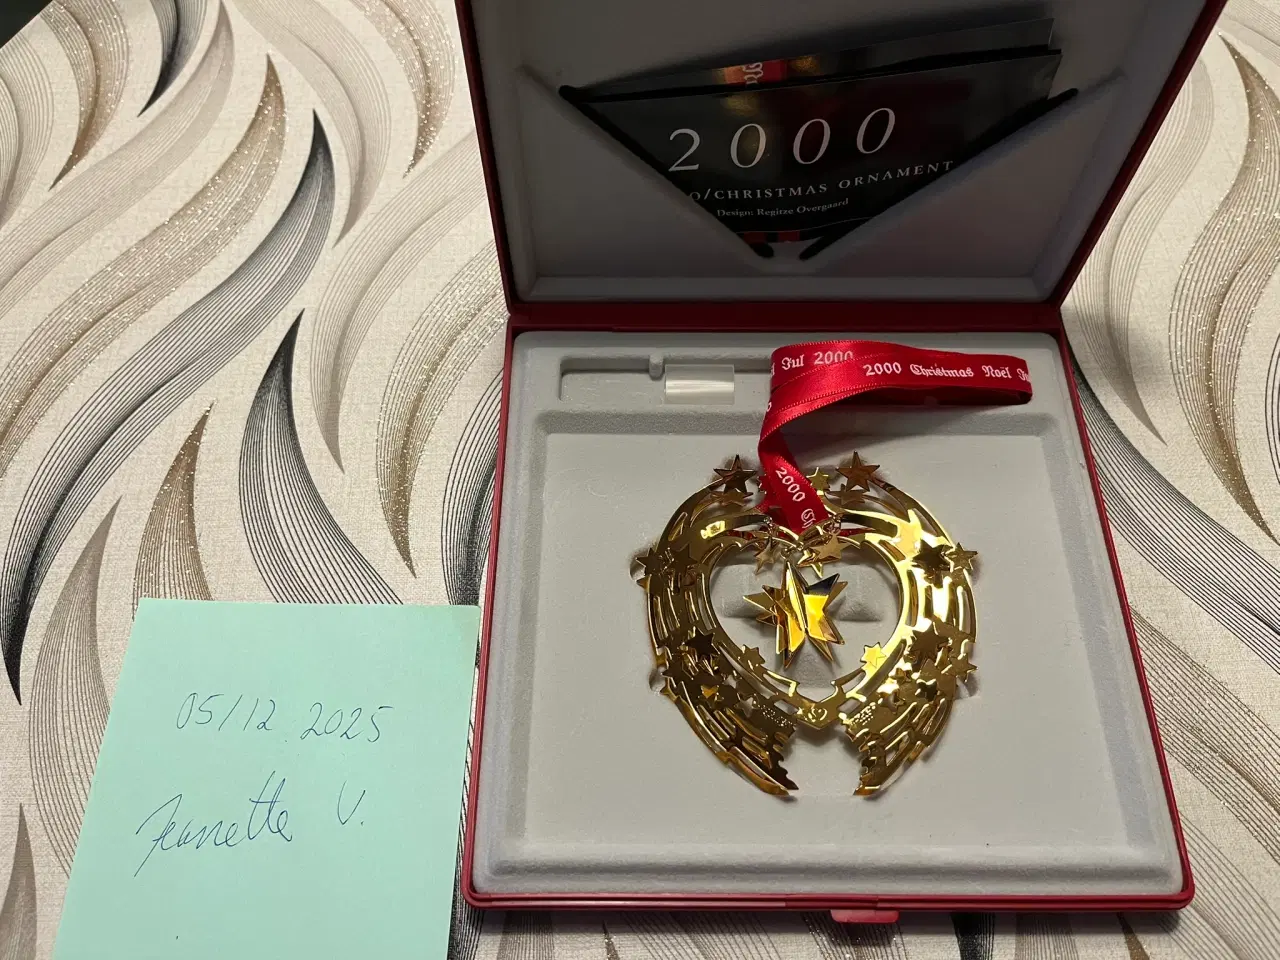 2000
O/CHRISTMAS ORNAMENT
Design: Regitze Overgaard
Jul 2000
2000 Christmas Noël
2000
05/12 2025
Jeanette V.